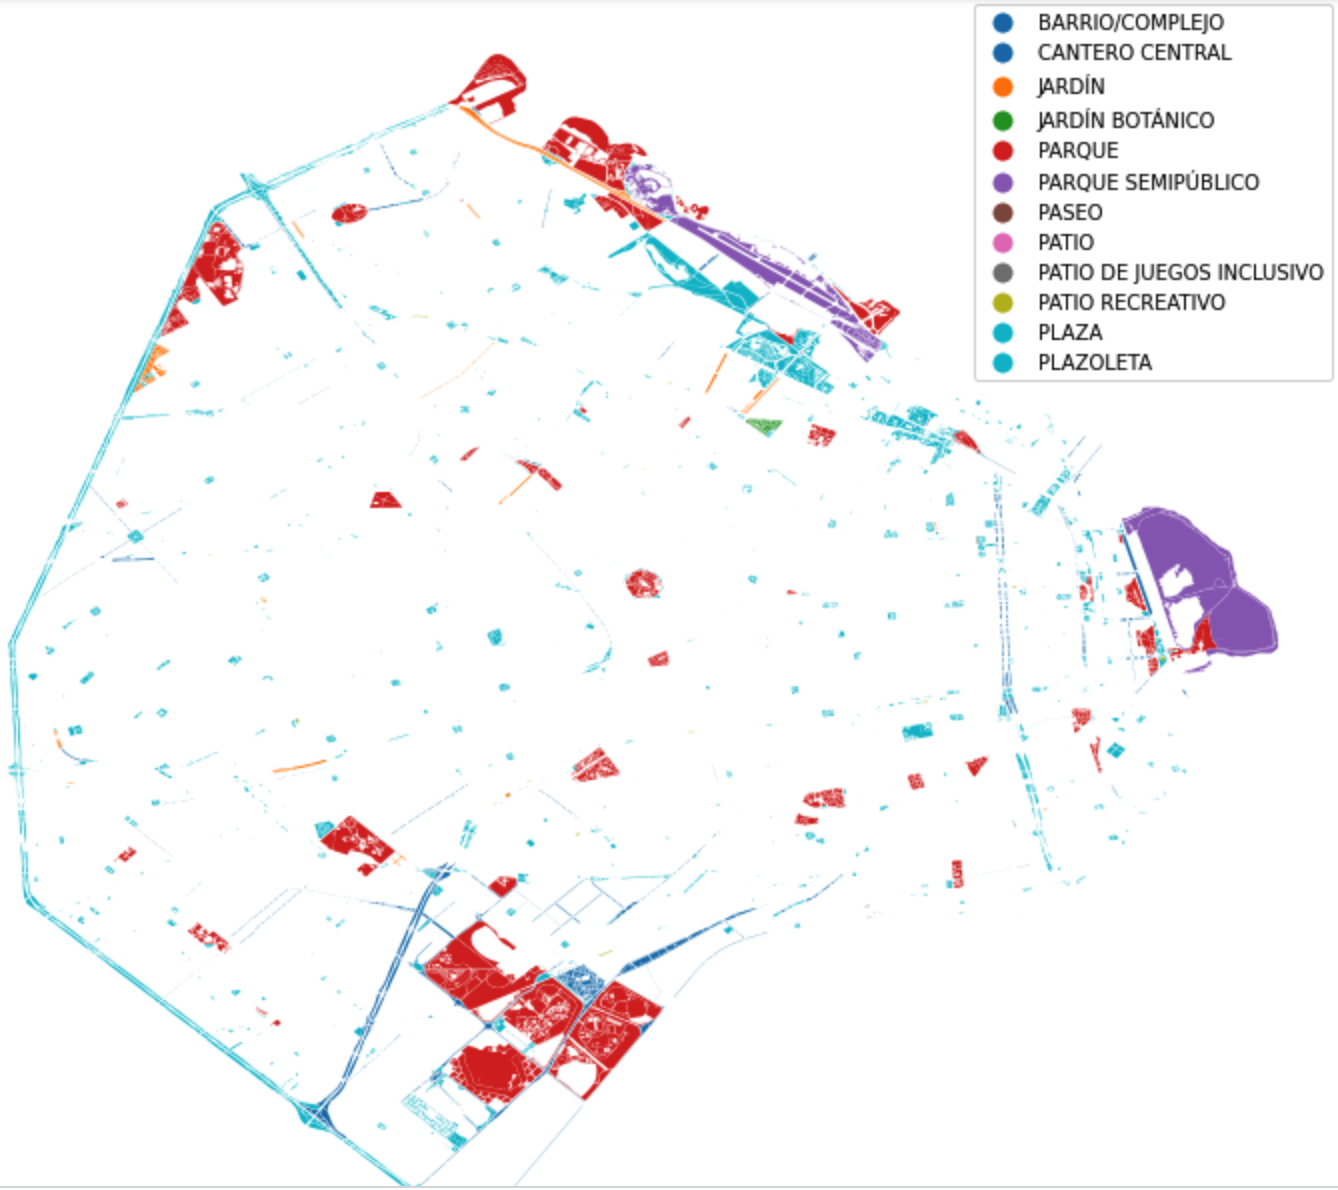 BARRIO/COMPLEJO
CANTERO CENTRAL
JARDÍN
JARDÍN BOTÁNICO
PARQUE
PARQUE SEMIPÚBLICO
PASEO
PATIO
PATIO DE JUEGOS INCLUSIVO
PATIO RECREATIVO
PLAZA
PLAZOLETA